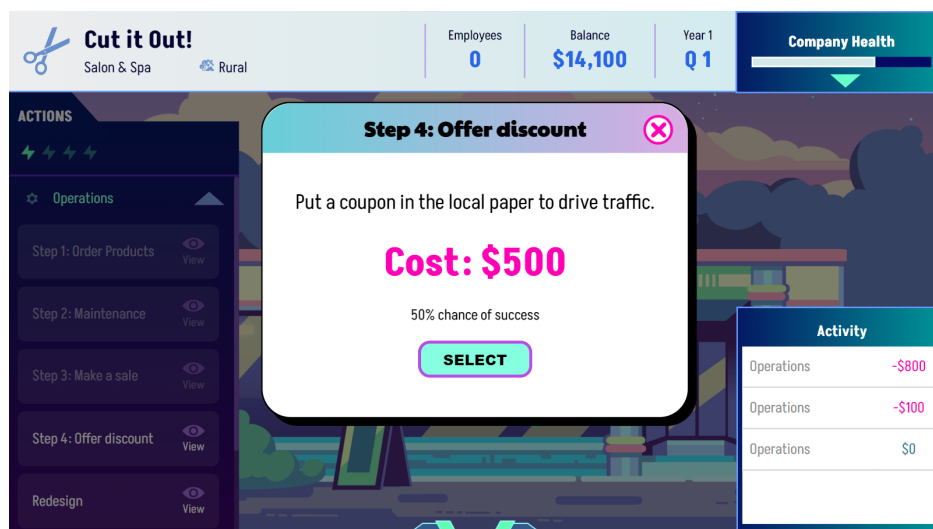 Cut it Out!
Salon & Spa
Rural
Employees
0
Balance
$14,100
Year 1
Q 1
Company Health
ACTIONS
Operations
Step 1: Order Products
View
Step 2: Maintenance
View
Step 3: Make a sale
View
Step 4: Offer discount
View
Redesign
View
Step 4: Offer discount
Put a coupon in the local paper to drive traffic.
Cost: $500
50% chance of success
SELECT
Activity
Operations -$800
Operations -$100
Operations $0